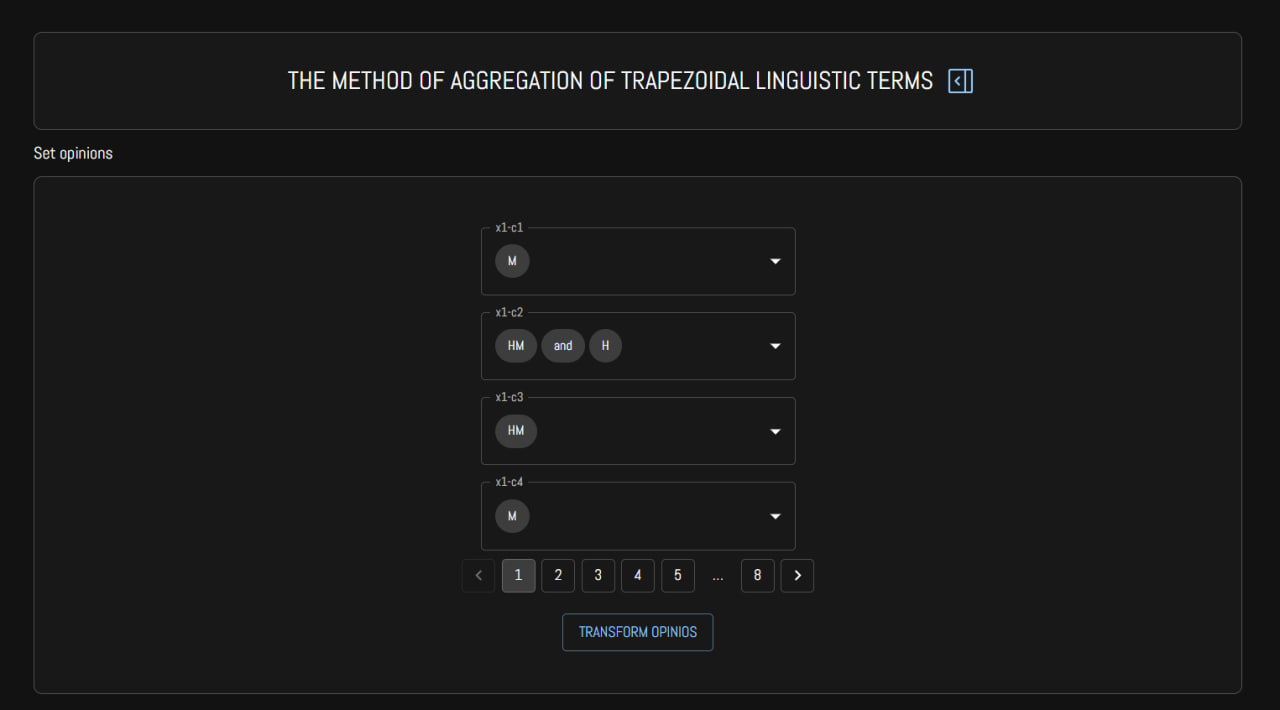 THE METHOD OF AGGREGATION OF TRAPEZOIDAL LINGUISTIC TERMS
Set opinions
x1-c1
M
x1-c2
HM and H
x1-c3
HM
x1-c4
M
1 2 3 4 5 ... 8
TRANSFORM OPINIOS